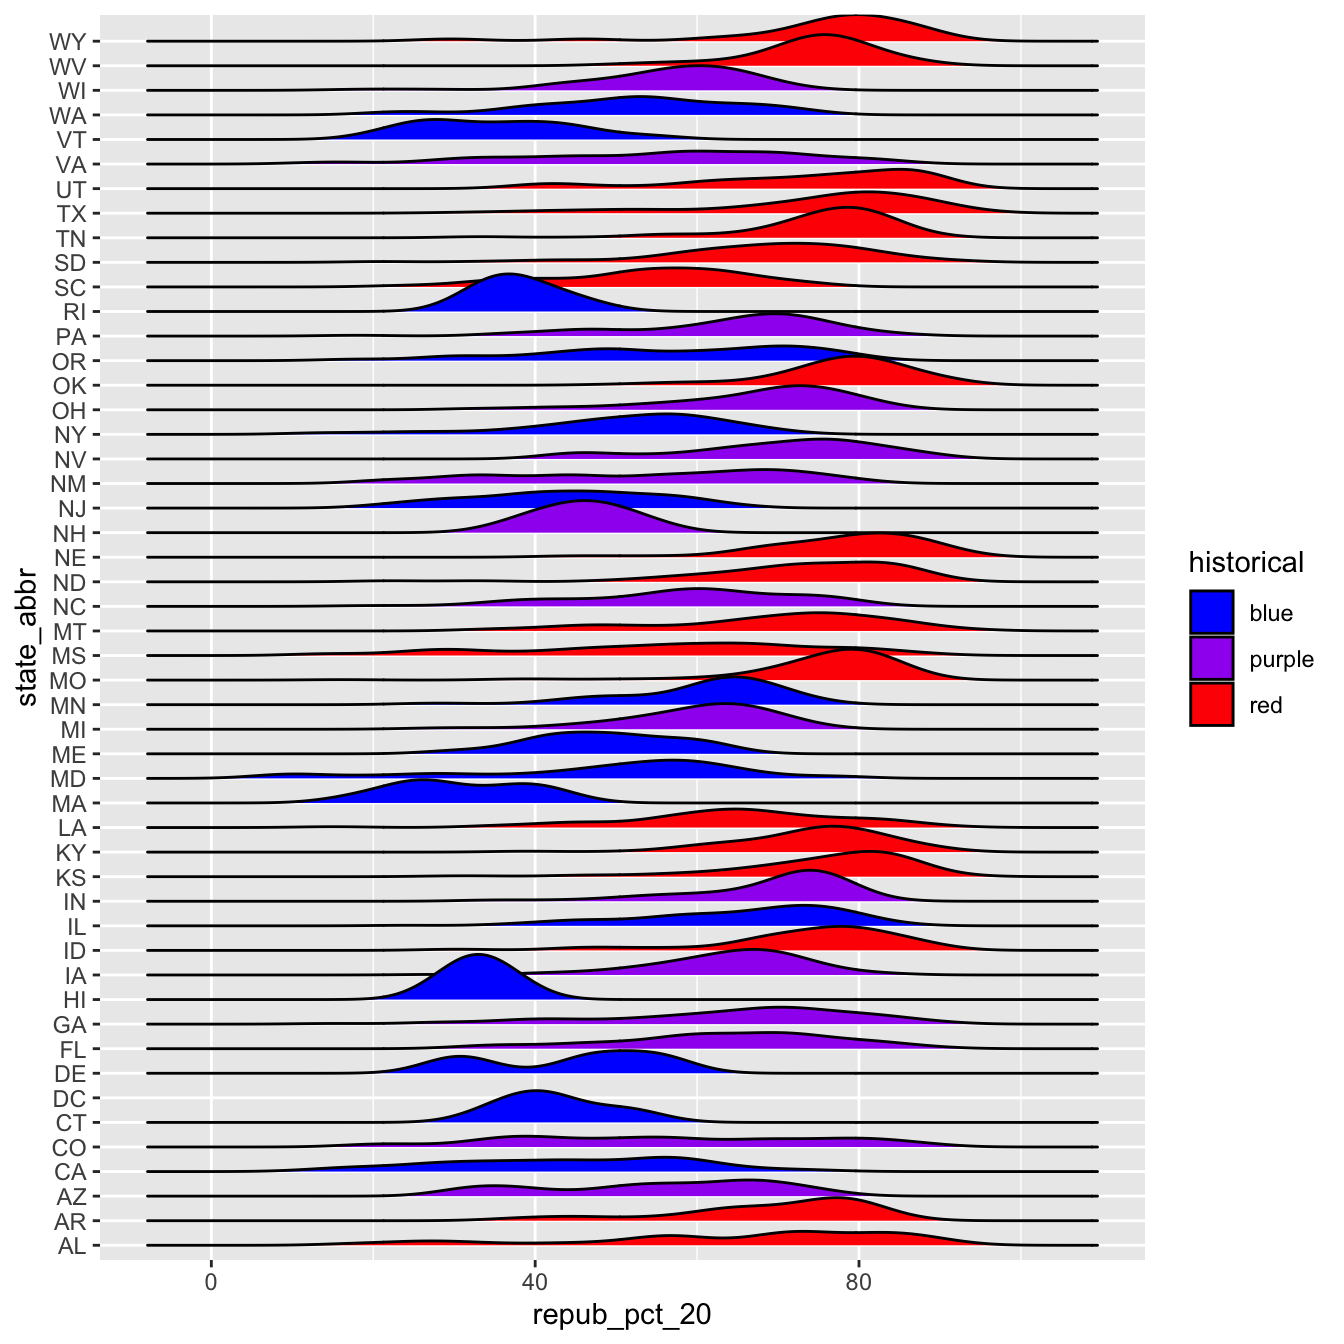 WY
WV
WI
WA
VT
VA
UT
TX
TN
SD
SC
RI
PA
OR
OK
OH
NY
NV
NM
NJ
NH
NE
ND
NC
MT
MS
MO
MN
MI
ME
MD
MA
LA
KY
KS
IN
IL
ID
IA
HI
GA
FL
DE
DC
CT
CO
CA
AZ
AR
AL
state_abbr
0 40 80
repub_pct_20
historical
blue
purple
red